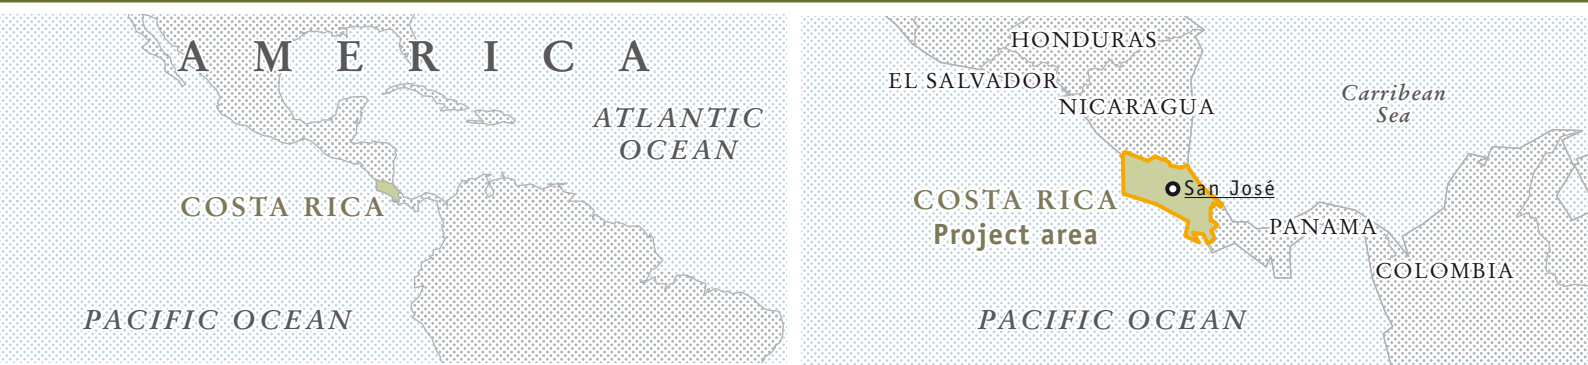 AMERICA
ATLANTIC
OCEAN
COSTA RICA
PACIFIC OCEAN
HONDURAS
EL SALVADOR
NICARAGUA
Carribean
Sea
COSTA RICA
Project area
San José
PANAMA
COLOMBIA
PACIFIC OCEAN